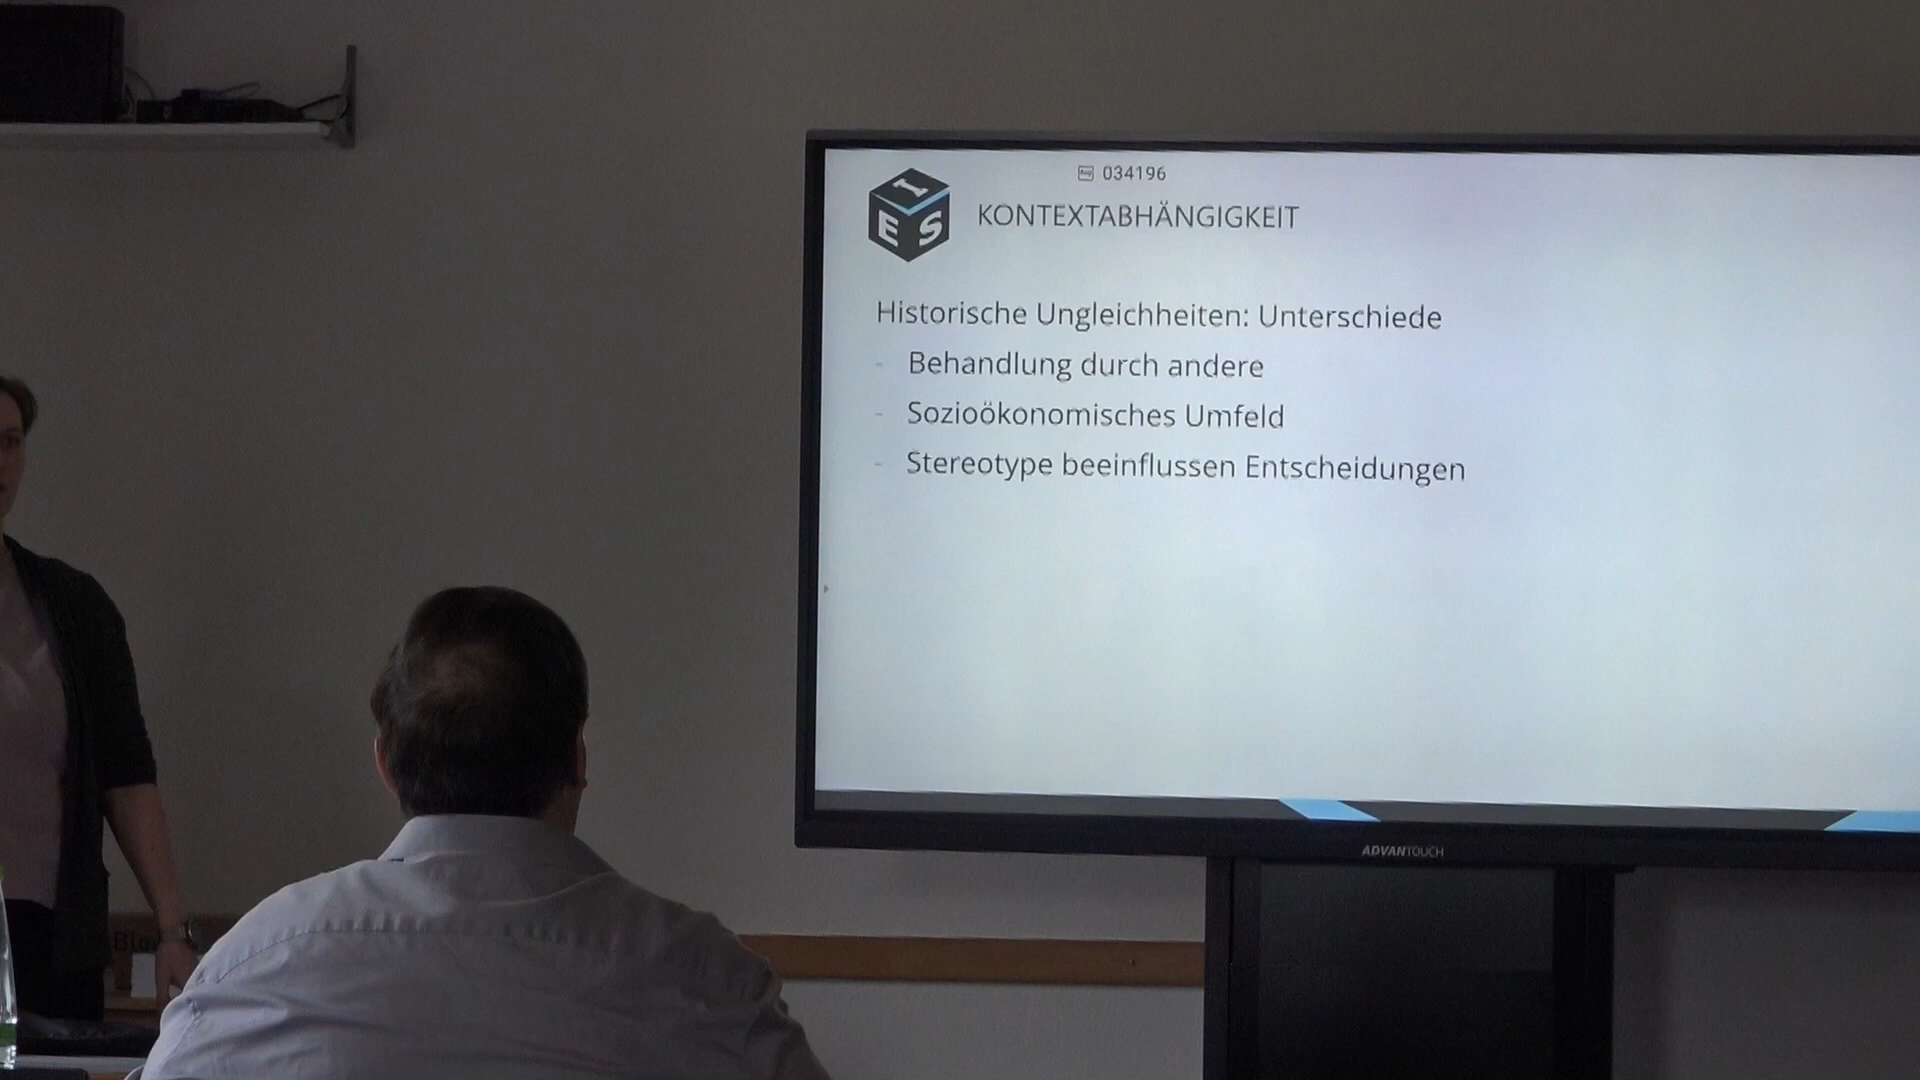 034196
I
E S
KONTEXTABHÄNGIGKEIT
Historische Ungleichheiten: Unterschiede
- Behandlung durch andere
- Sozioökonomisches Umfeld
- Stereotype beeinflussen Entscheidungen
ADVANTOUCH